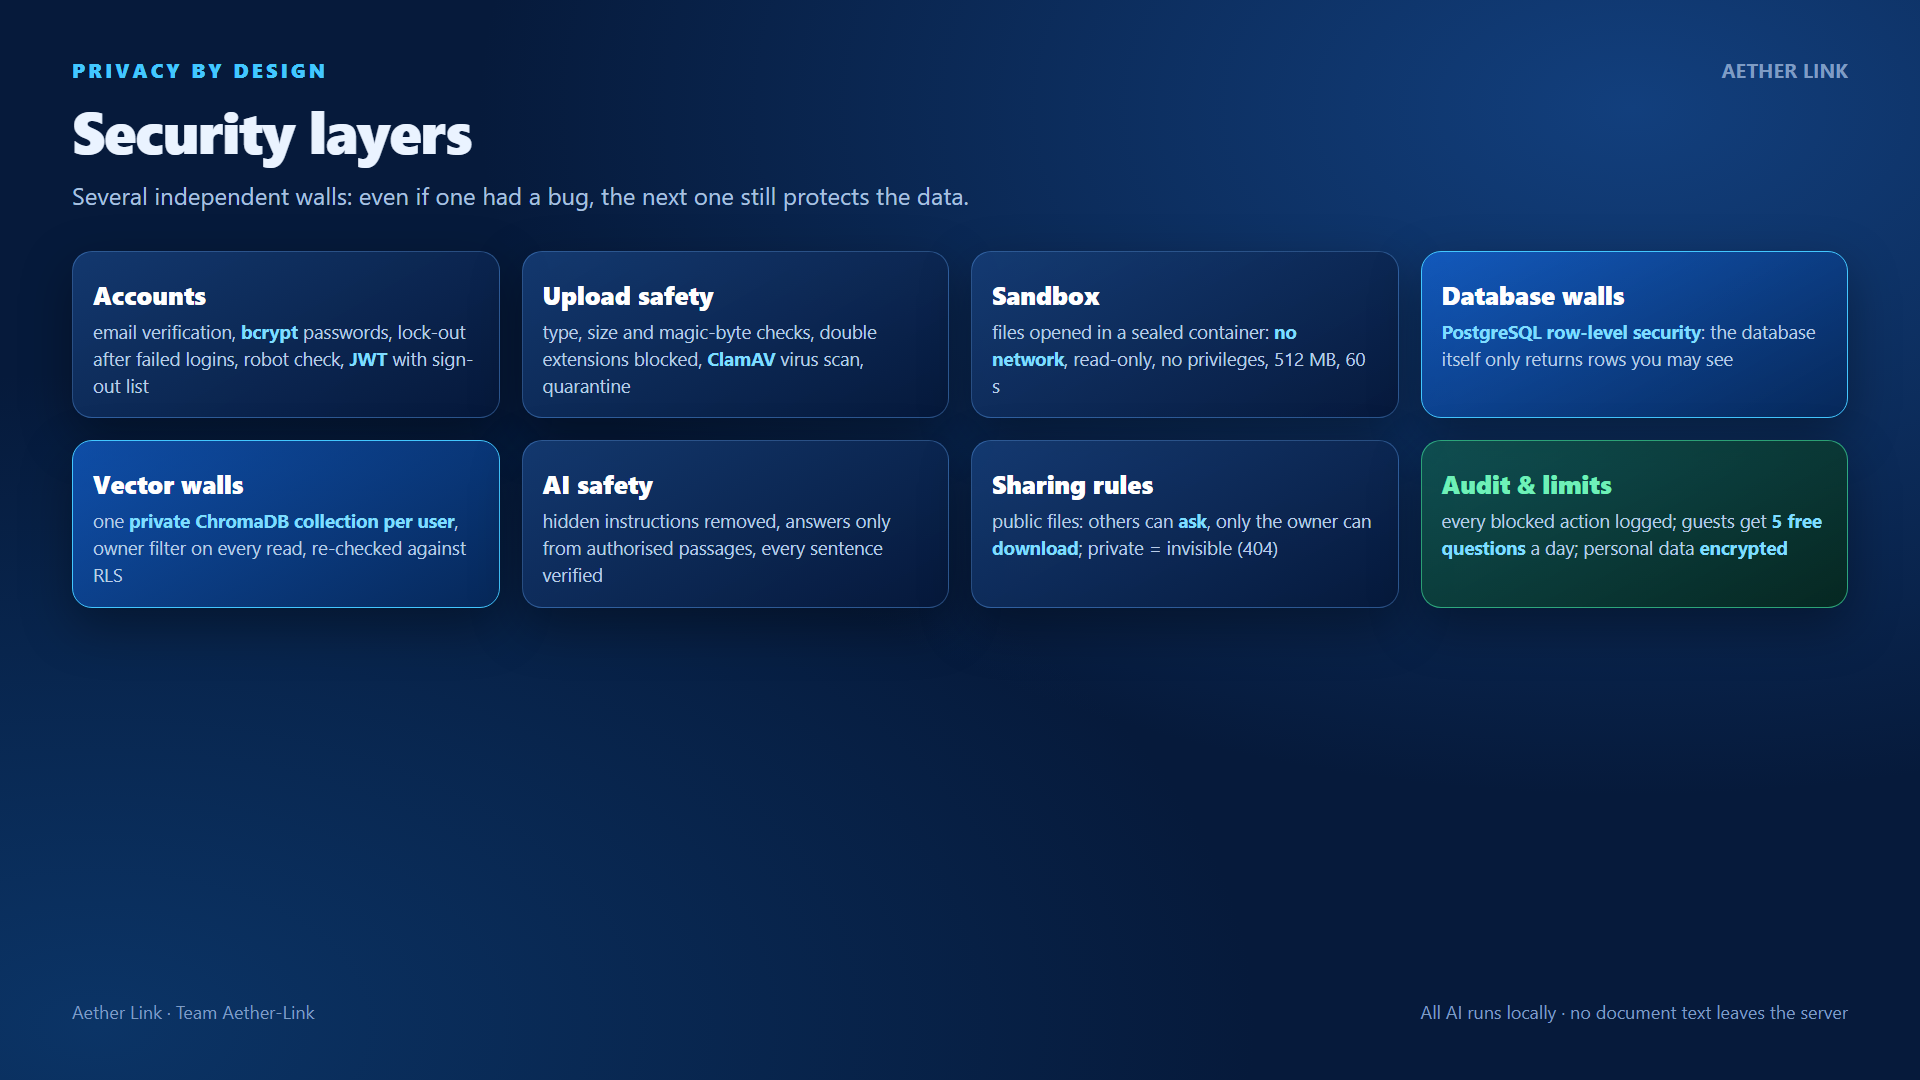 PRIVACY BY DESIGN
AETHER LINK
Security layers
Several independent walls: even if one had a bug, the next one still protects the data.
Accounts
email verification, bcrypt passwords, lock-out
after failed logins, robot check, JWT with sign-
out list
Upload safety
type, size and magic-byte checks, double
extensions blocked, ClamAV virus scan,
quarantine
Sandbox
files opened in a sealed container: no
network, read-only, no privileges, 512 MB, 60
s
Database walls
PostgreSQL row-level security: the database
itself only returns rows you may see
Vector walls
one private ChromaDB collection per user,
owner filter on every read, re-checked against
RLS
AI safety
hidden instructions removed, answers only
from authorised passages, every sentence
verified
Sharing rules
public files: others can ask, only the owner can
download; private = invisible (404)
Audit & limits
every blocked action logged; guests get 5 free
questions a day; personal data encrypted
Aether Link · Team Aether-Link
All AI runs locally · no document text leaves the server